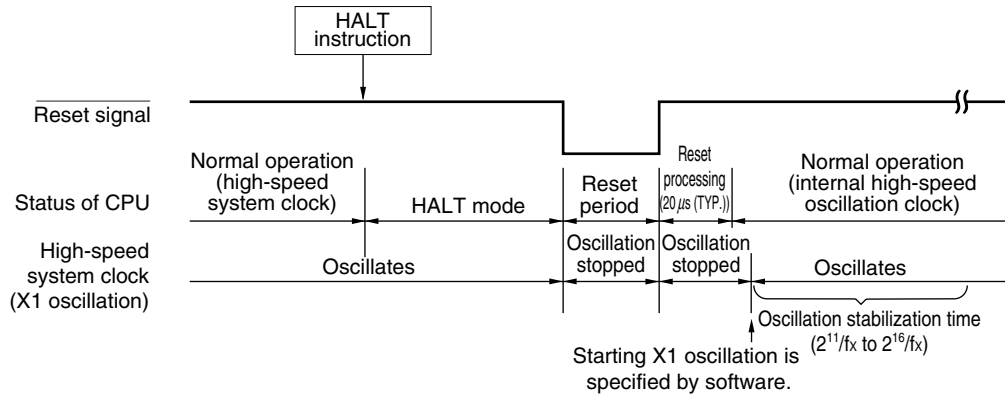 HALT
instruction
Reset signal
Normal operation
(high-speed
system clock)
Reset
processing
(20 μs (TYP.))
Normal operation
(internal high-speed
oscillation clock)
Status of CPU
HALT mode
Reset
period
High-speed
system clock
(X1 oscillation)
Oscillates
Oscillation
stopped
Oscillation
stopped
Oscillates
Oscillation stabilization time
(2¹¹/fx to 2¹⁶/fx)
Starting X1 oscillation is
specified by software.